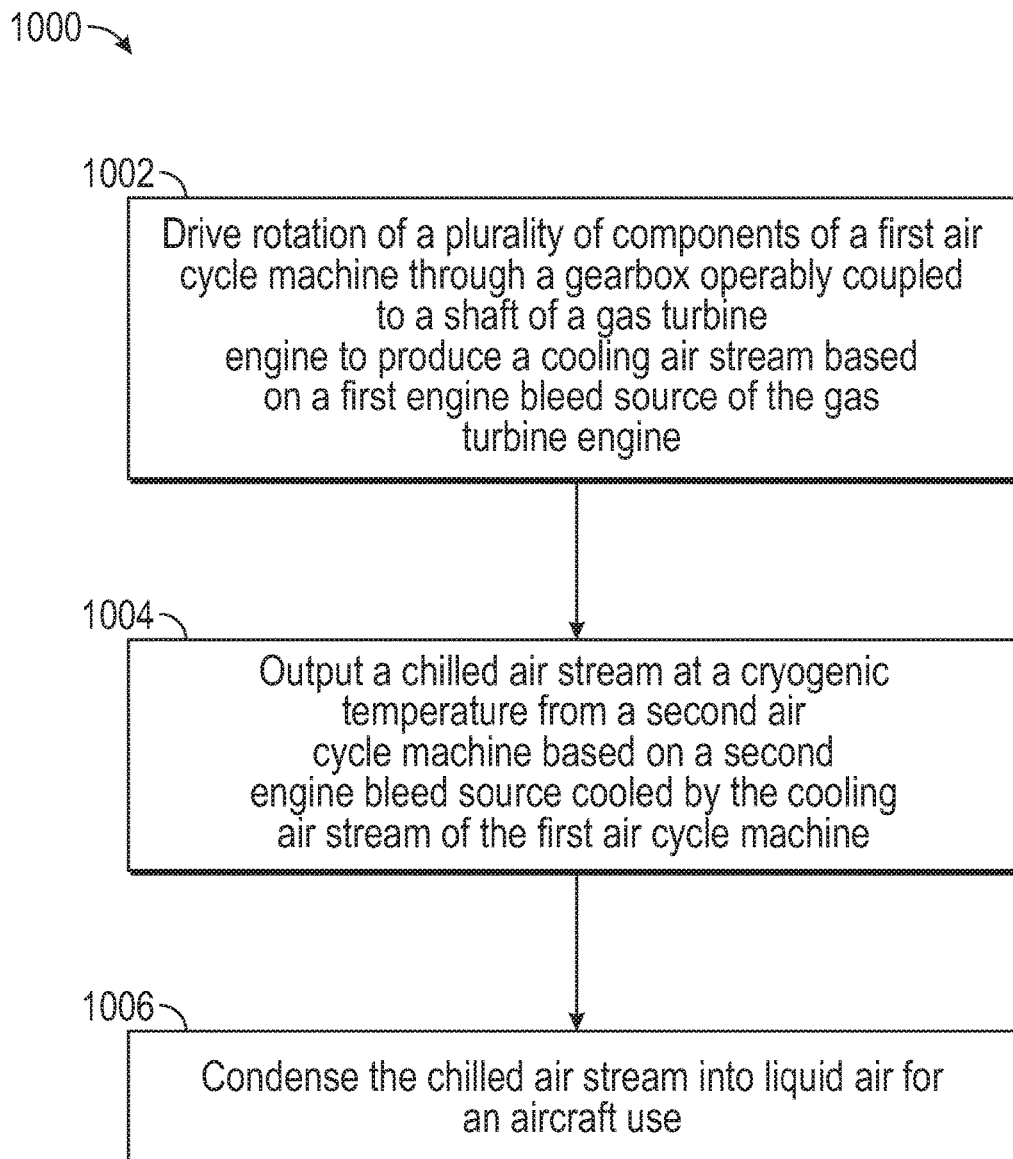 1000
1002
Drive rotation of a plurality of components of a first air
cycle machine through a gearbox operably coupled
to a shaft of a gas turbine
engine to produce a cooling air stream based
on a first engine bleed source of the gas
turbine engine
1004
Output a chilled air stream at a cryogenic
temperature from a second air
cycle machine based on a second
engine bleed source cooled by the cooling
air stream of the first air cycle machine
1006
Condense the chilled air stream into liquid air for
an aircraft use